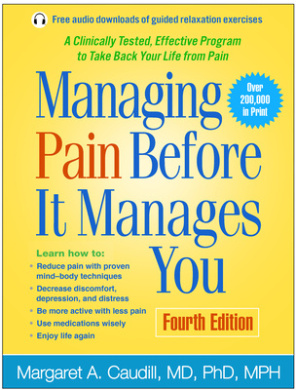 Free audio downloads of guided relaxation exercises
A Clinically Tested, Effective Program
to Take Back Your Life from Pain
Over
200,000
in Print
Managing
Pain Before
It Manages
You
Learn how to:
• Reduce pain with proven
mind–body techniques
• Decrease discomfort,
depression, and distress
• Be more active with less pain
• Use medications wisely
• Enjoy life again
Fourth Edition
Margaret A. Caudill, MD, PhD, MPH